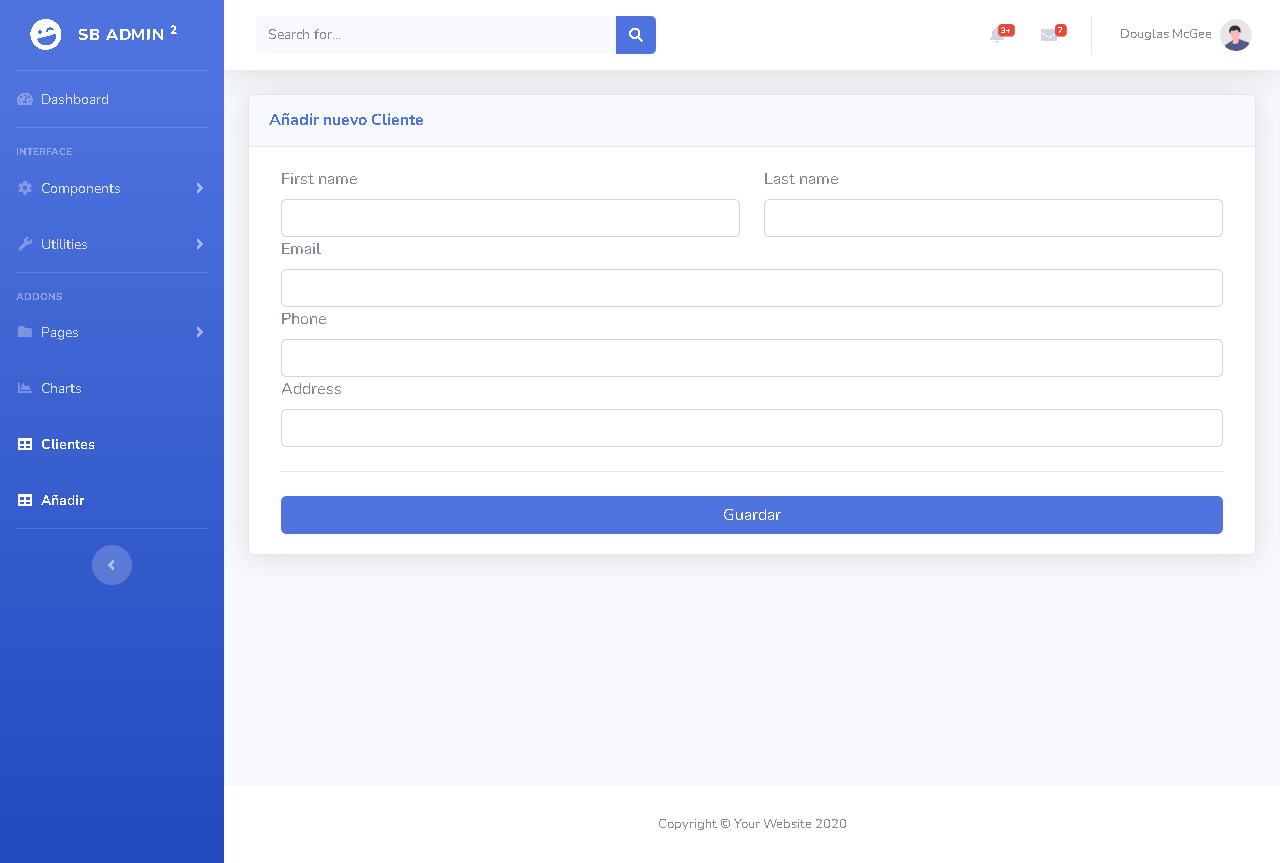 SB ADMIN 2
Dashboard
INTERFACE
Components
Utilities
ADDONS
Pages
Charts
Clientes
Añadir
Search for...
3+
7
Douglas McGee
Añadir nuevo Cliente
First name
Last name
Email
Phone
Address
Guardar
Copyright © Your Website 2020